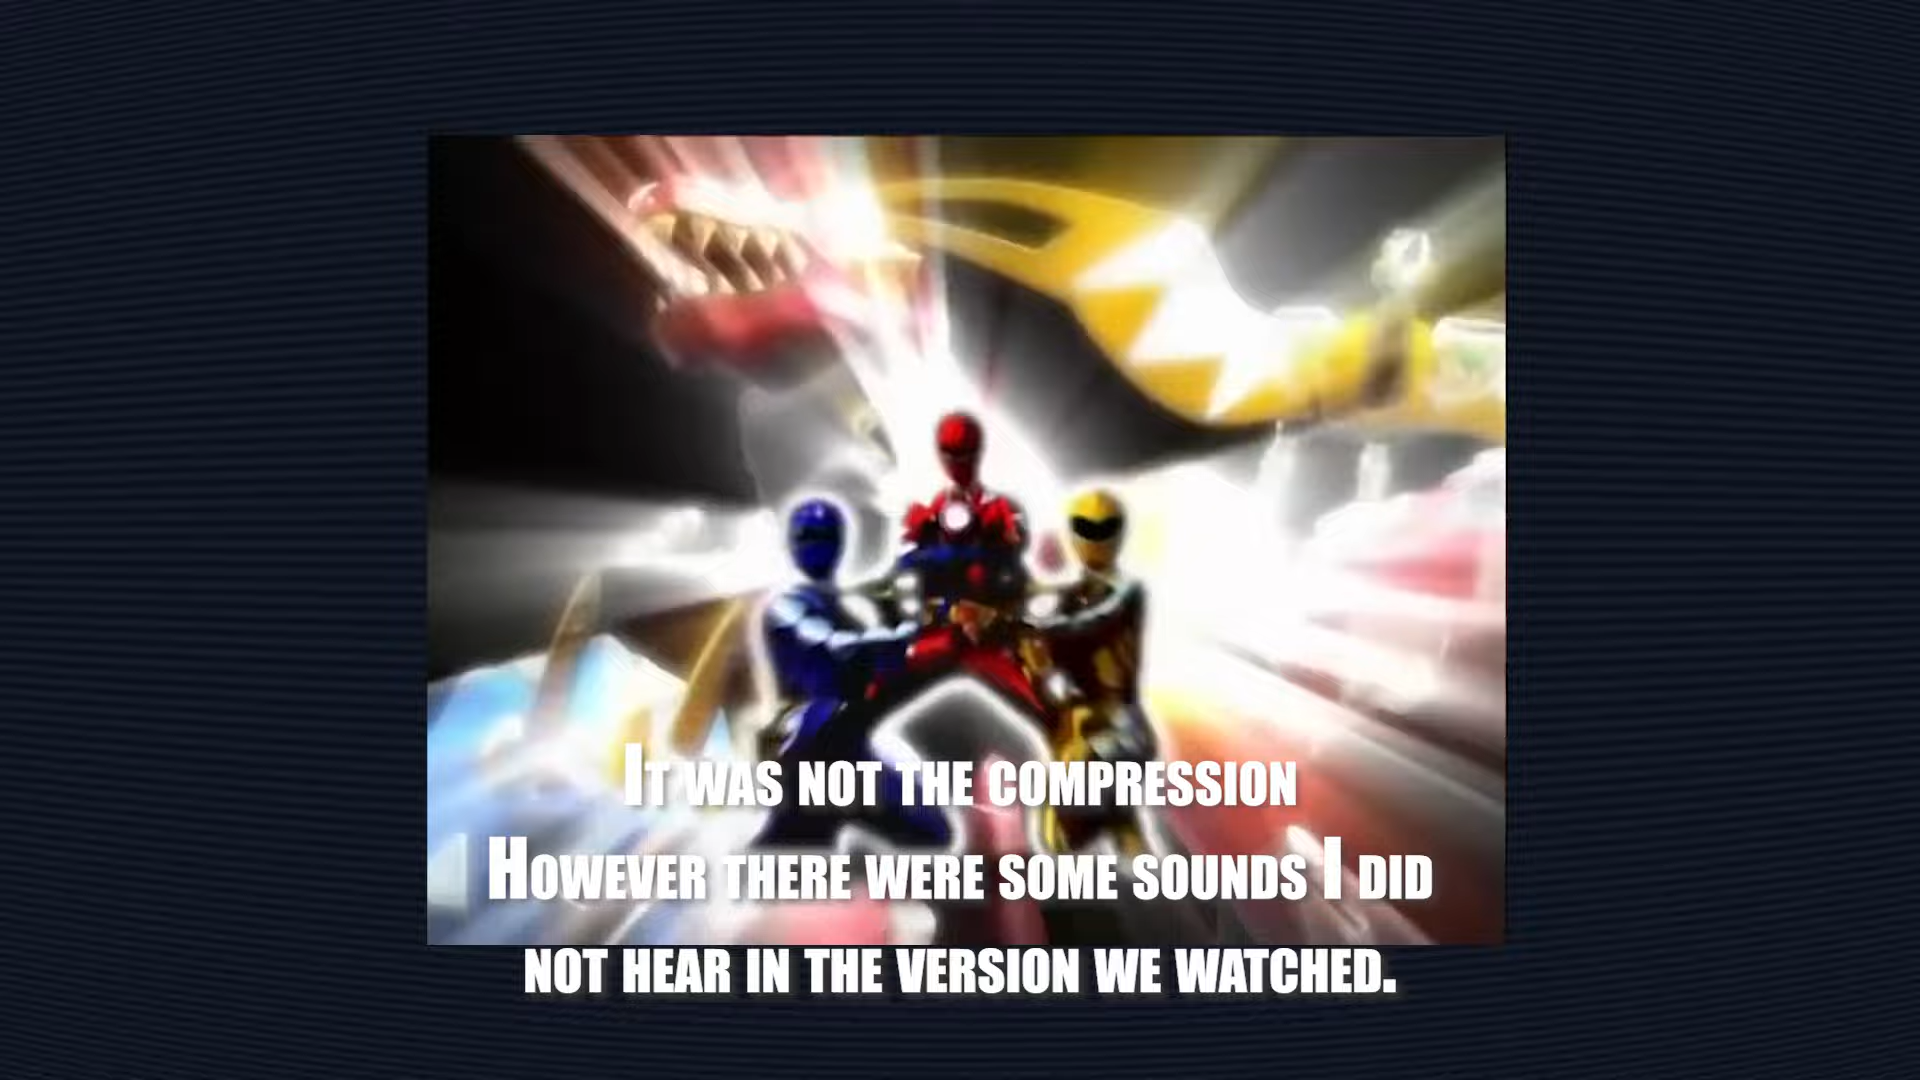 It was not the compression
However there were some sounds I did
not hear in the version we watched.